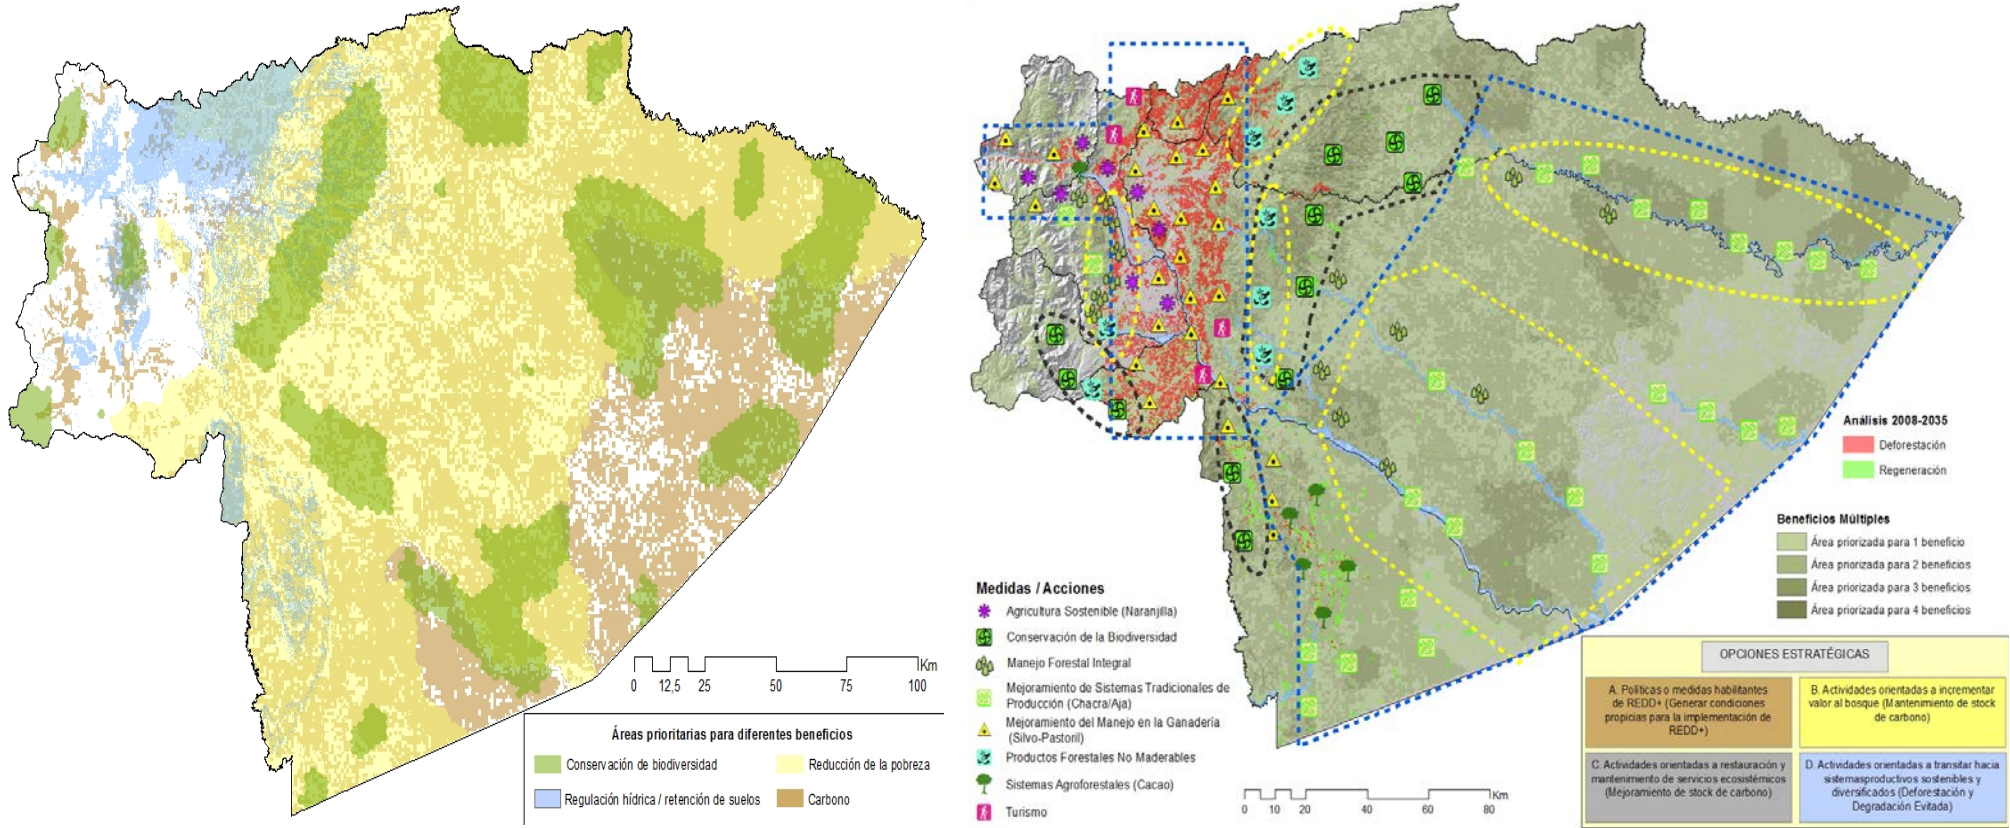 Km
0 12,5 25 50 75 100
Áreas prioritarias para diferentes beneficios
Conservación de biodiversidad
Reducción de la pobreza
Regulación hídrica / retención de suelos
Carbono
Análisis 2008-2035
Deforestación
Regeneración
Beneficios Múltiples
Área priorizada para 1 beneficio
Área priorizada para 2 beneficios
Área priorizada para 3 beneficios
Área priorizada para 4 beneficios
Medidas / Acciones
Agricultura Sostenible (Naranjilla)
Conservación de la Biodiversidad
Manejo Forestal Integral
Mejoramiento de Sistemas Tradicionales de
Producción (Chacra/Aja)
Mejoramiento del Manejo en la Ganadería
(Silvo-Pastoril)
Productos Forestales No Maderables
Sistemas Agroforestales (Cacao)
Turismo
Km
0 10 20 40 60 80
OPCIONES ESTRATÉGICAS
A. Políticas o medidas habilitantes
de REDD+ (Generar condiciones
propicias para la implementación de
REDD+)
B. Actividades orientadas a incrementar
valor al bosque (Mantenimiento de stock
de carbono)
C. Actividades orientadas a restauración y
mantenimiento de servicios ecosistémicos
(Mejoramiento de stock de carbono)
D. Actividades orientadas a transitar hacia
sistemasproductivos sostenibles y
diversificados (Deforestación y
Degradación Evitada)